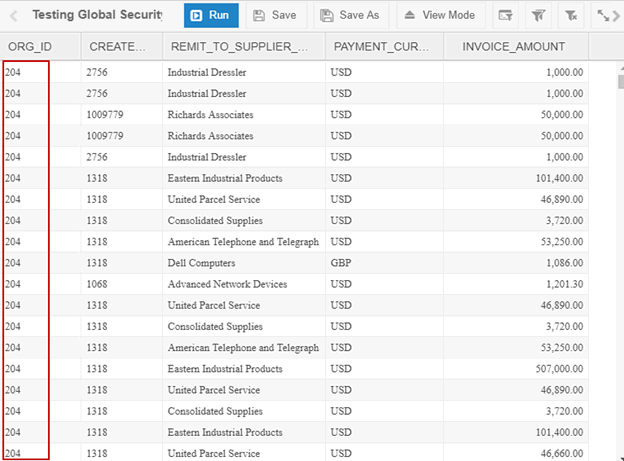 Testing Global Security Run Save Save As View Mode
ORG_ID CREATE... REMIT_TO_SUPPLIER_... PAYMENT_CUR... INVOICE_AMOUNT
204 2756 Industrial Dressler USD 1,000.00
204 2756 Industrial Dressler USD 1,000.00
204 1009779 Richards Associates USD 50,000.00
204 1009779 Richards Associates USD 50,000.00
204 2756 Industrial Dressler USD 1,000.00
204 1318 Eastern Industrial Products USD 101,400.00
204 1318 United Parcel Service USD 46,890.00
204 1318 Consolidated Supplies USD 3,720.00
204 1318 American Telephone and Telegraph USD 53,250.00
204 1318 Dell Computers GBP 1,086.00
204 1068 Advanced Network Devices USD 1,201.30
204 1318 United Parcel Service USD 46,890.00
204 1318 Consolidated Supplies USD 3,720.00
204 1318 American Telephone and Telegraph USD 53,250.00
204 1318 Eastern Industrial Products USD 507,000.00
204 1318 United Parcel Service USD 46,890.00
204 1318 Consolidated Supplies USD 3,720.00
204 1318 Eastern Industrial Products USD 101,400.00
204 1318 United Parcel Service USD 46,660.00